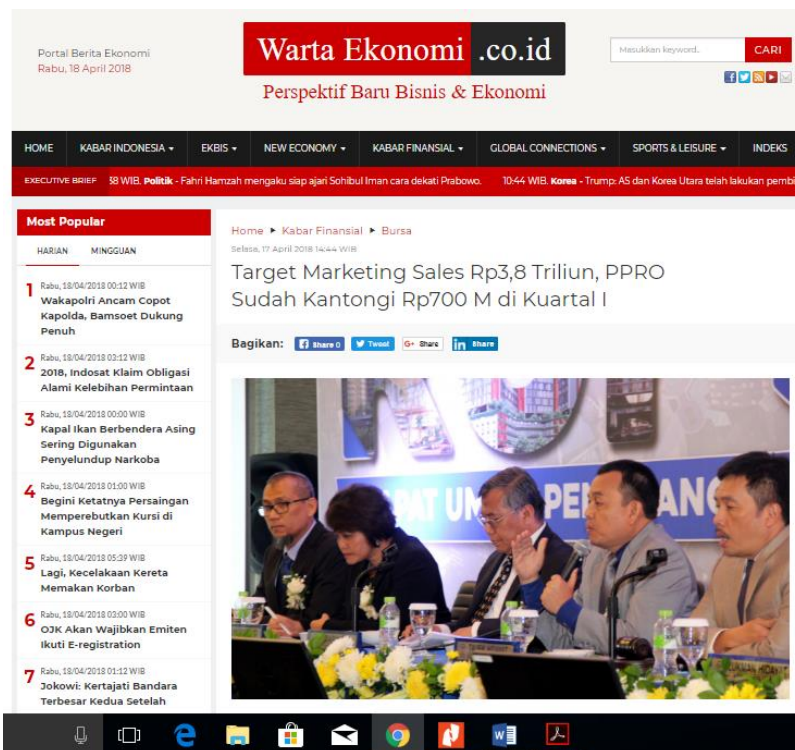 Portal Berita Ekonomi
Rabu, 18 April 2018
Warta Ekonomi .co.id
Perspektif Baru Bisnis & Ekonomi
Masukkan keyword..
CARI
HOME KABAR INDONESIA EKBIS NEW ECONOMY KABAR FINANSIAL GLOBAL CONNECTIONS SPORTS & LEISURE INDEKS
EXECUTIVE BRIEF 38 WIB. Politik - Fahri Hamzah mengaku siap ajari Sohibul Iman cara dekati Prabowo. 10:44 WIB. Korea - Trump: AS dan Korea Utara telah lakukan pembi
Most Popular
HARIAN MINGGUAN
1 Rabu, 18/04/2018 00:12 WIB
Wakapolri Ancam Copot
Kapolda, Bamsoet Dukung
Penuh
2 Rabu, 18/04/2018 03:12 WIB
2018, Indosat Klaim Obligasi
Alami Kelebihan Permintaan
3 Rabu, 18/04/2018 00:00 WIB
Kapal Ikan Berbendera Asing
Sering Digunakan
Penyelundup Narkoba
4 Rabu, 18/04/2018 01:00 WIB
Begini Ketatnya Persaingan
Memperebutkan Kursi di
Kampus Negeri
5 Rabu, 18/04/2018 05:39 WIB
Lagi, Kecelakaan Kereta
Memakan Korban
6 Rabu, 18/04/2018 03:00 WIB
OJK Akan Wajibkan Emiten
Ikuti E-registration
7 Rabu, 18/04/2018 01:12 WIB
Jokowi: Kertajati Bandara
Terbesar Kedua Setelah
Home Kabar Finansial Bursa
Selasa, 17 April 2018 14:44 WIB
Target Marketing Sales Rp3,8 Triliun, PPRO
Sudah Kantongi Rp700 M di Kuartal I
Bagikan: Share 0 Tweet G+ Share in Share